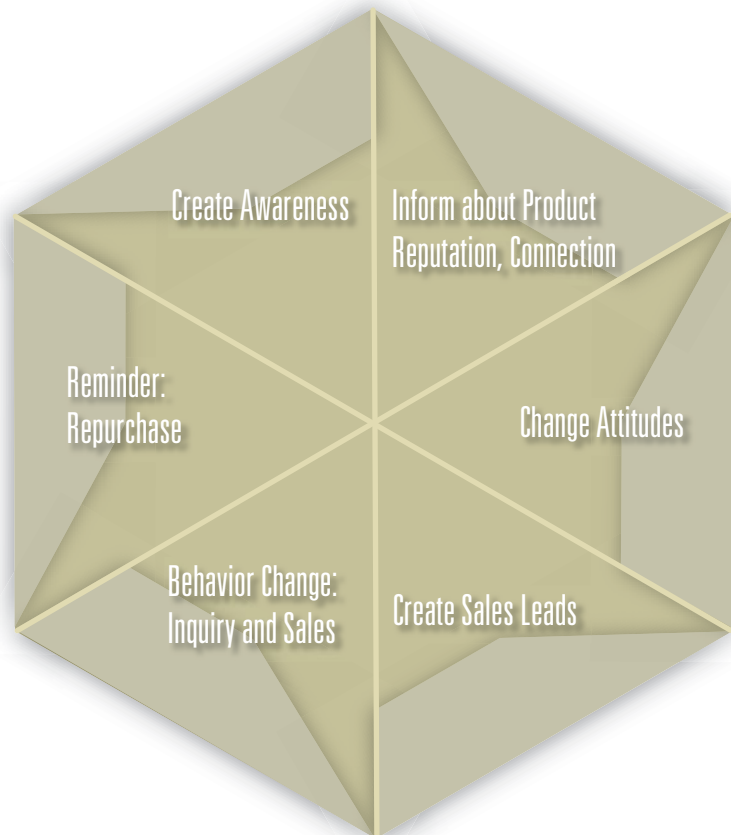 Create Awareness
Inform about Product
Reputation, Connection
Change Attitudes
Create Sales Leads
Behavior Change:
Inquiry and Sales
Reminder:
Repurchase